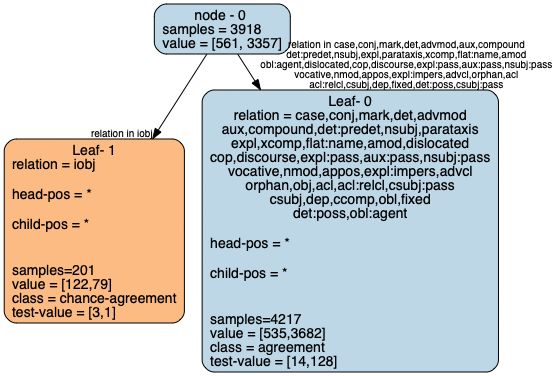 node - 0
samples = 3918
value = [561, 3357]
relation in case,conj,mark,det,advmod,aux,compound
det:predet,nsubj,expl,parataxis,xcomp,flat:name,amod
obl:agent,dislocated,cop,discourse,expl:pass,aux:pass,nsubj:pass
vocative,nmod,appos,expl:impers,advcl,orphan,acl
acl:relcl,csubj,dep,fixed,det:poss,csubj:pass
relation in iobj
Leaf- 1
relation = iobj
head-pos = *
child-pos = *
samples=201
value = [122,79]
class = chance-agreement
test-value = [3,1]
Leaf- 0
relation = case,conj,mark,det,advmod
aux,compound,det:predet,nsubj,parataxis
expl,xcomp,flat:name,amod,dislocated
cop,discourse,expl:pass,aux:pass,nsubj:pass
vocative,nmod,appos,expl:impers,advcl
orphan,obj,acl,acl:relcl,csubj:pass
csubj,dep,ccomp,obl,fixed
det:poss,obl:agent
head-pos = *
child-pos = *
samples=4217
value = [535,3682]
class = agreement
test-value = [14,128]